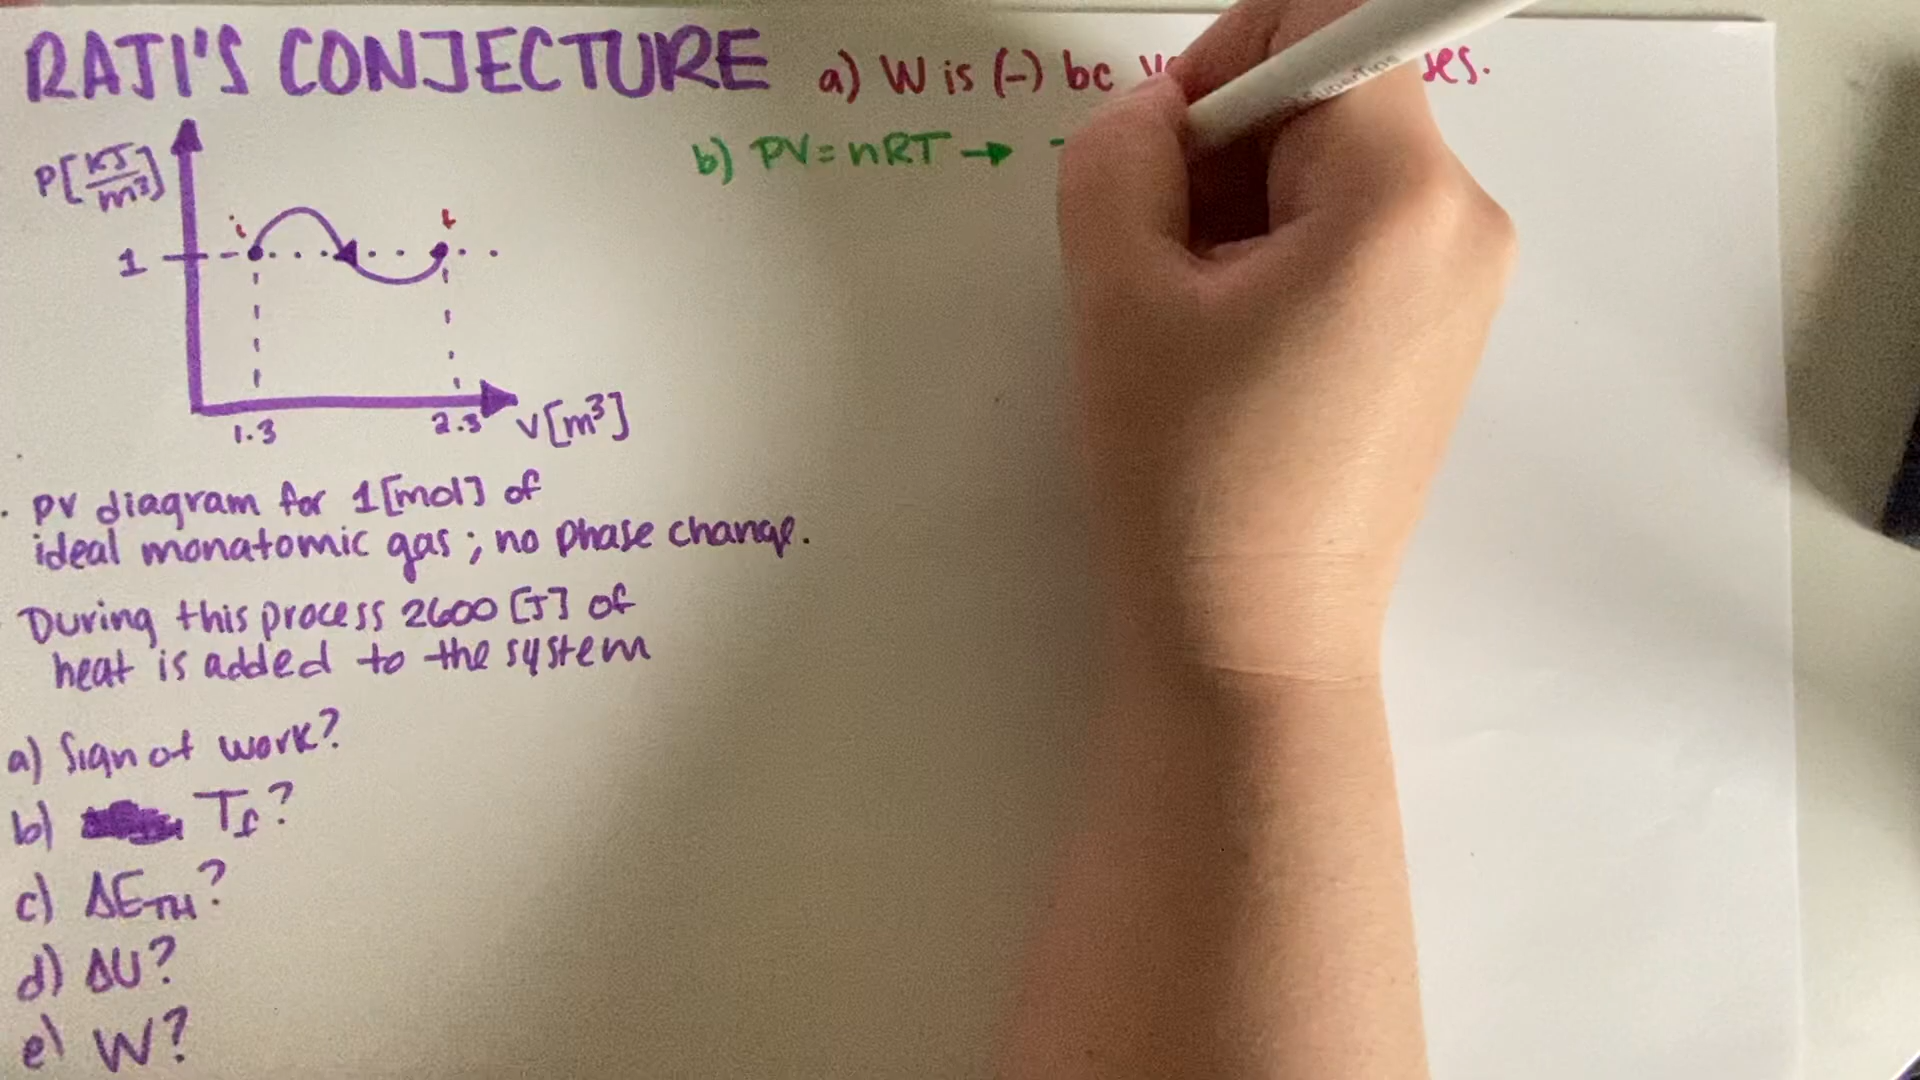 RAJI'S CONJECTURE
a) W is (-) bc
b) PV = nRT →
P[KJ/m³]
i
f
1
1.3
2.3
V[m³]
. PV diagram for 1[mol] of
ideal monatomic gas; no phase change.
During this process 2600 [J] of
heat is added to the system
a) Sign of work?
b) Tf?
c) ΔETH?
d) ΔU?
e) W?